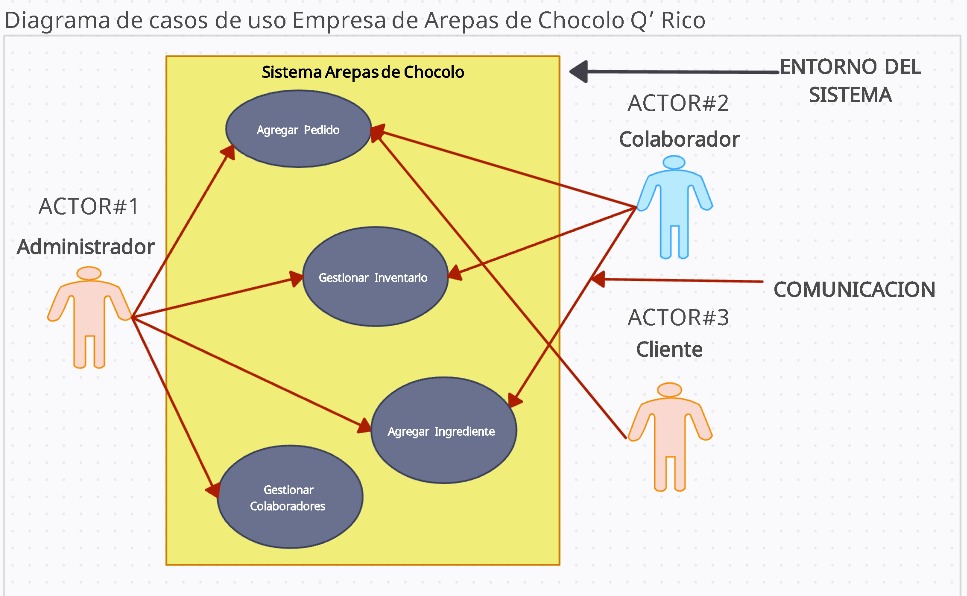 Diagrama de casos de uso Empresa de Arepas de Chocolo Q’ Rico
Sistema Arepas de Chocolo
ENTORNO DEL
SISTEMA
ACTOR#2
Colaborador
Agregar Pedido
ACTOR#1
Administrador
Gestionar Inventario
COMUNICACION
ACTOR#3
Cliente
Agregar Ingrediente
Gestionar
Colaboradores